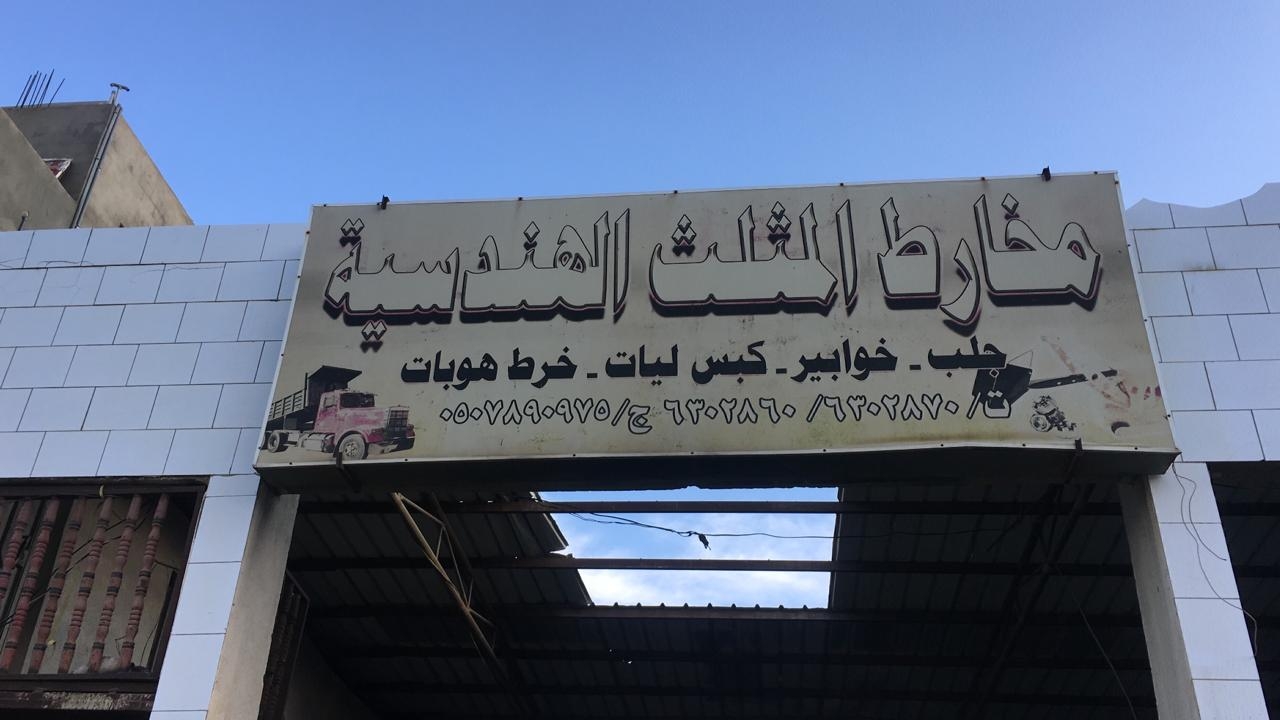 مخارط المثلث الهندسية
جلب - خوابير - كبس ليات - خرط هوبات
ت/ ٦٣٠٢٨٧٠/ ٦٣٠٢٨٦٠ ج/ ٠٥٠٧٨٩٠٩٧٥